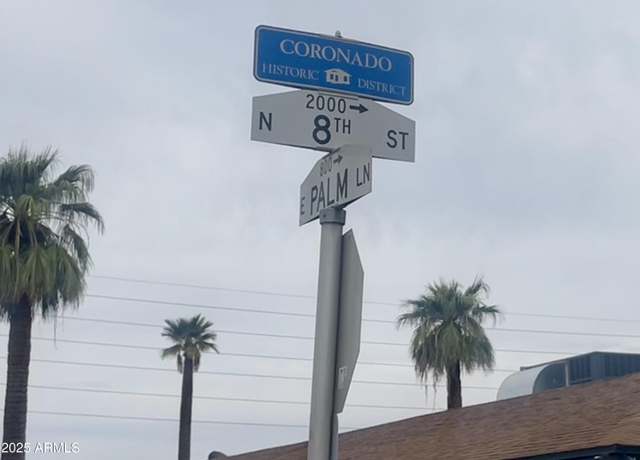 CORONADO
HISTORIC DISTRICT
2000
N 8TH ST
800
E PALM LN
2025 ARMLS